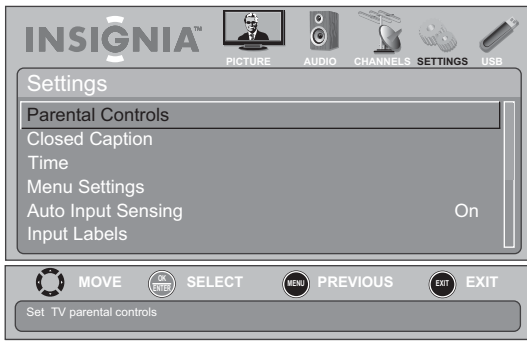 INSIGNIA™
PICTURE AUDIO CHANNELS SETTINGS USB
Settings
Parental Controls
Closed Caption
Time
Menu Settings
Auto Input Sensing On
Input Labels
MOVE OK ENTER SELECT MENU PREVIOUS EXIT EXIT
Set TV parental controls